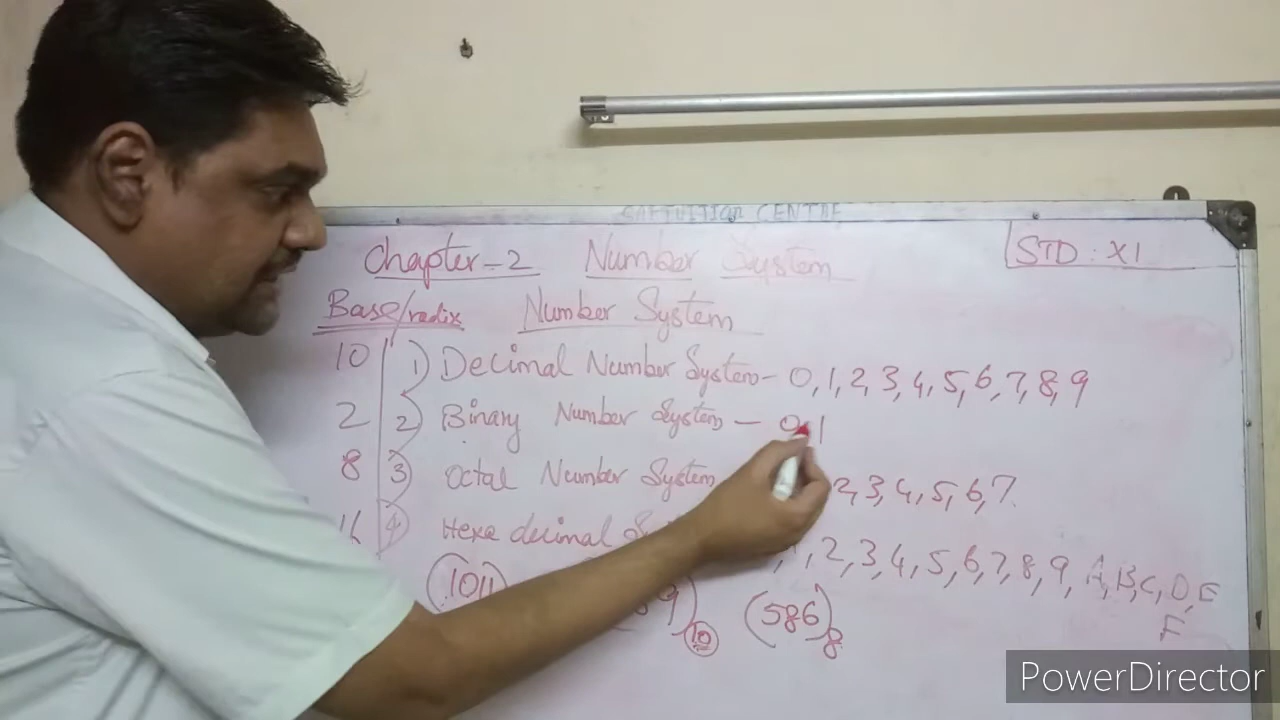 TUITION CENTRE
Chapter-2 Number System STD : XI
Base/radix Number System
10 1) Decimal Number System - 0,1,2,3,4,5,6,7,8,9
2 2) Binary Number System - 0,1
8 3) Octal Number System 2,3,4,5,6,7.
16 4) Hexa decimal 1,2,3,4,5,6,7,8,9,A,B,C,D,E
F
(1011) 9)10 (586)8
PowerDirector